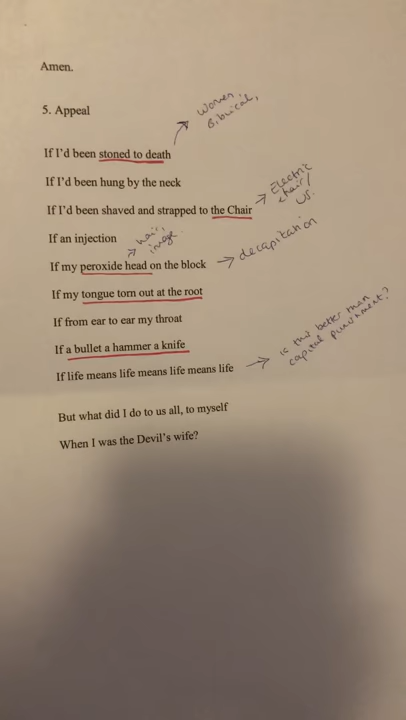 Amen.
Women,
Biblical,
5. Appeal
If I'd been stoned to death
If I'd been hung by the neck
Electric
chair/
US.
If I'd been shaved and strapped to the Chair
If an injection
hair,
image.
If my peroxide head on the block
decapitation
If my tongue torn out at the root
If from ear to ear my throat
If a bullet a hammer a knife
is this better than
capital punishment?
If life means life means life means life
But what did I do to us all, to myself
When I was the Devil's wife?